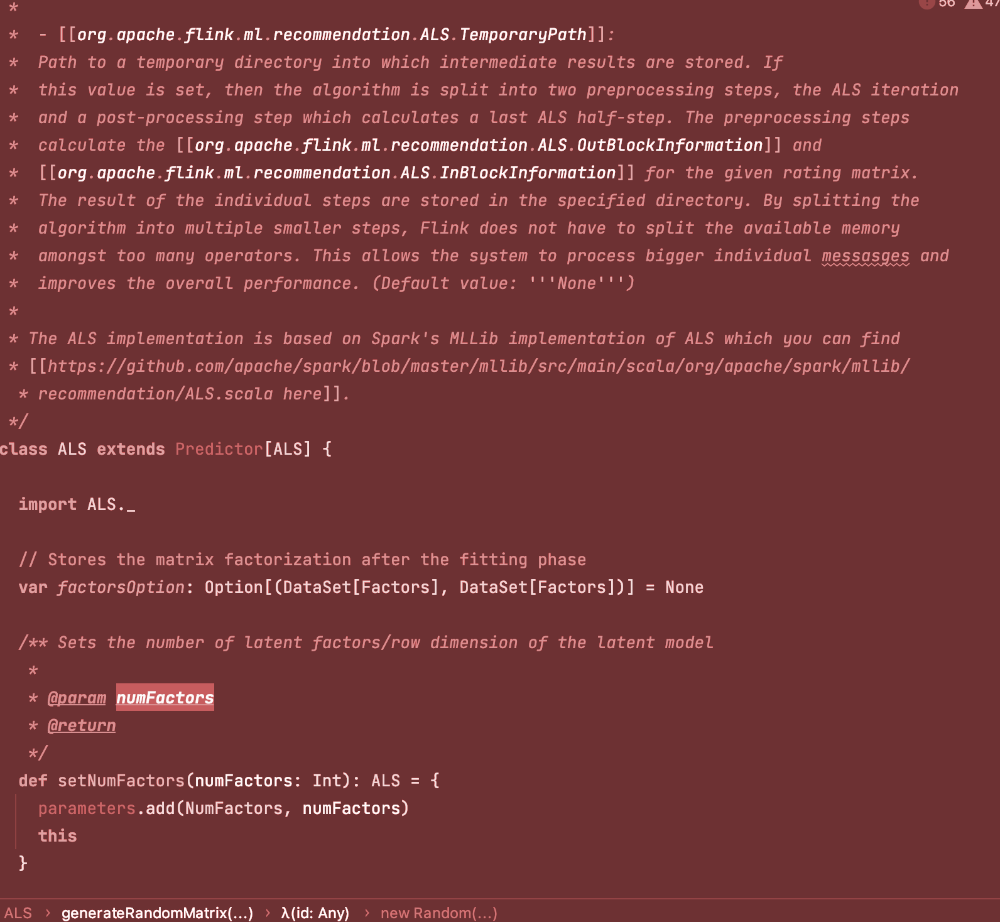 56 47
*
* - [[org.apache.flink.ml.recommendation.ALS.TemporaryPath]]:
* Path to a temporary directory into which intermediate results are stored. If
* this value is set, then the algorithm is split into two preprocessing steps, the ALS iteration
* and a post-processing step which calculates a last ALS half-step. The preprocessing steps
* calculate the [[org.apache.flink.ml.recommendation.ALS.OutBlockInformation]] and
* [[org.apache.flink.ml.recommendation.ALS.InBlockInformation]] for the given rating matrix.
* The result of the individual steps are stored in the specified directory. By splitting the
* algorithm into multiple smaller steps, Flink does not have to split the available memory
* amongst too many operators. This allows the system to process bigger individual messasges and
* improves the overall performance. (Default value: '''None''')
*
* The ALS implementation is based on Spark's MLLib implementation of ALS which you can find
* [[https://github.com/apache/spark/blob/master/mllib/src/main/scala/org/apache/spark/mllib/
* recommendation/ALS.scala here]].
*/
class ALS extends Predictor[ALS] {
import ALS._
// Stores the matrix factorization after the fitting phase
var factorsOption: Option[(DataSet[Factors], DataSet[Factors])] = None
/** Sets the number of latent factors/row dimension of the latent model
*
* @param numFactors
* @return
*/
def setNumFactors(numFactors: Int): ALS = {
parameters.add(NumFactors, numFactors)
this
}
ALS › generateRandomMatrix(...) › λ(id: Any) › new Random(...)